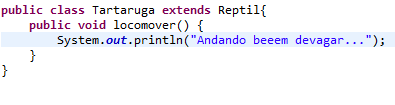 public class Tartaruga extends Reptil{
    public void locomover() {
        System.out.println("Andando beeem devagar...");
    }
}